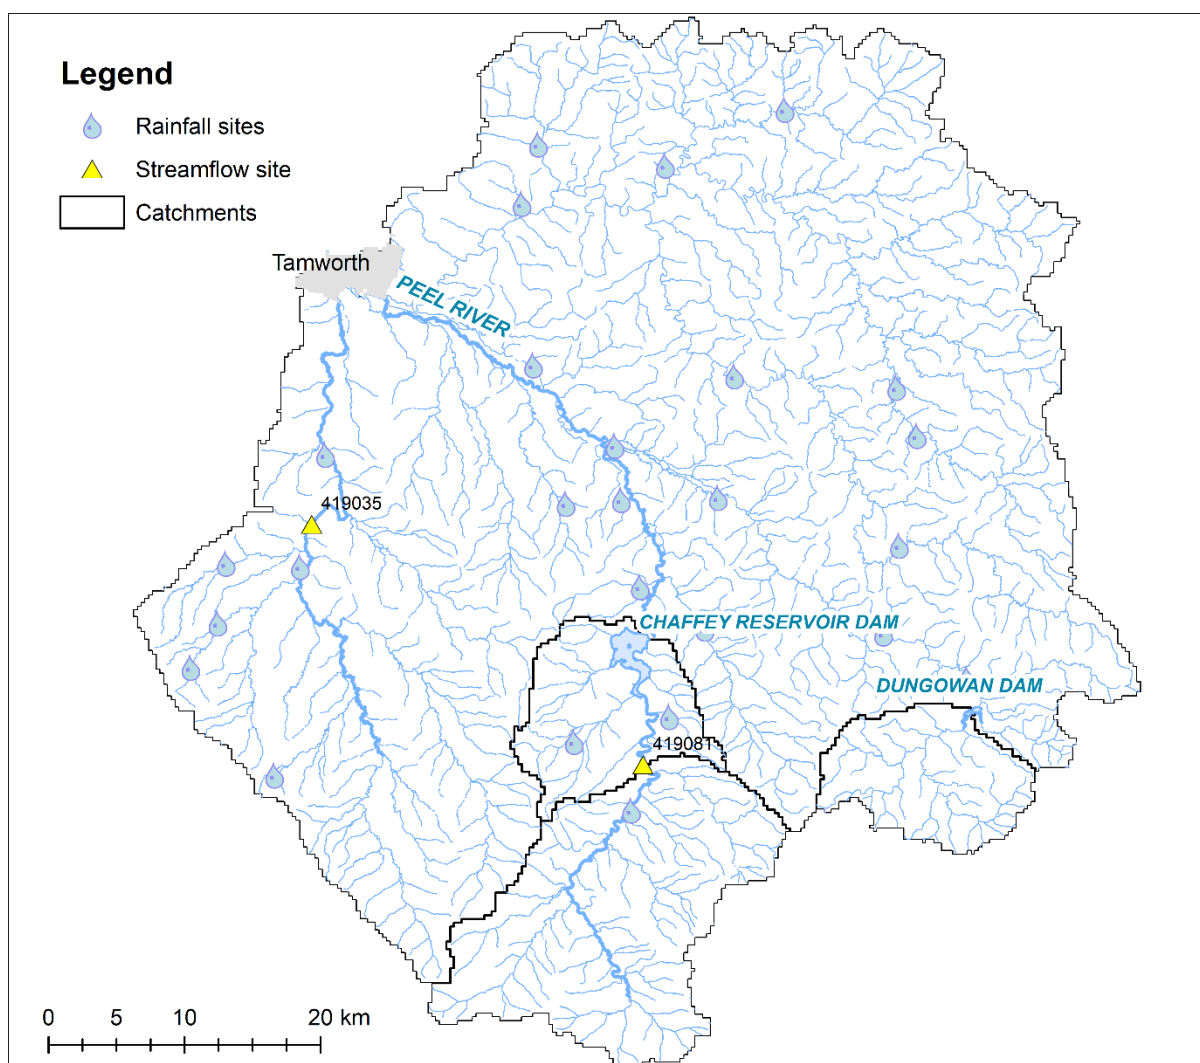 Legend
Rainfall sites
Streamflow site
Catchments
Tamworth
PEEL RIVER
419035
CHAFFEY RESERVOIR DAM
DUNGOWAN DAM
419081
0 5 10 20 km